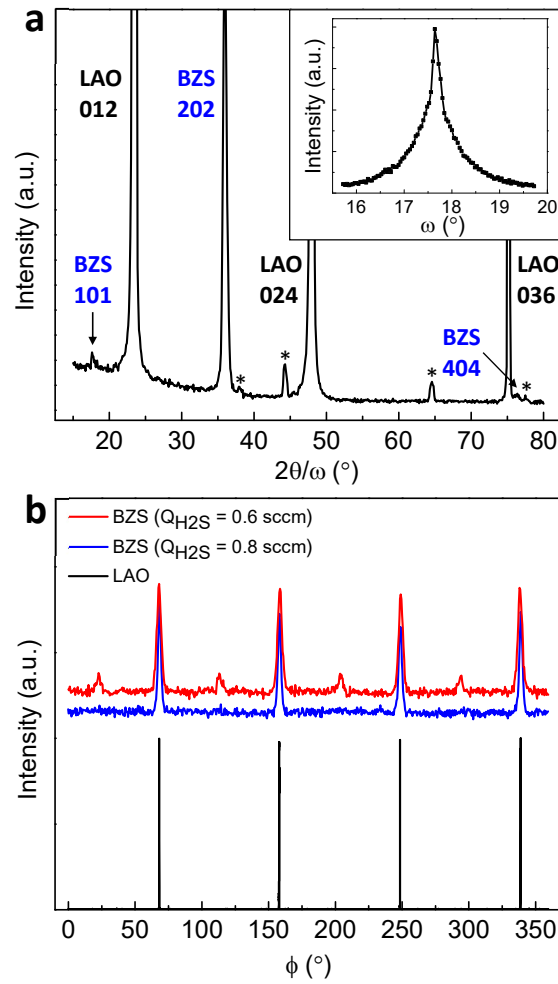 a
LAO
012
BZS
202
BZS
101
LAO
024
LAO
036
BZS
404
*
*
*
*
Intensity (a.u.)
20
30
40
50
60
70
80
2θ/ω (°)
Intensity (a.u.)
16
17
18
19
20
ω (°)
b
BZS (Q_H2S = 0.6 sccm)
BZS (Q_H2S = 0.8 sccm)
LAO
Intensity (a.u.)
0
50
100
150
200
250
300
350
ϕ (°)